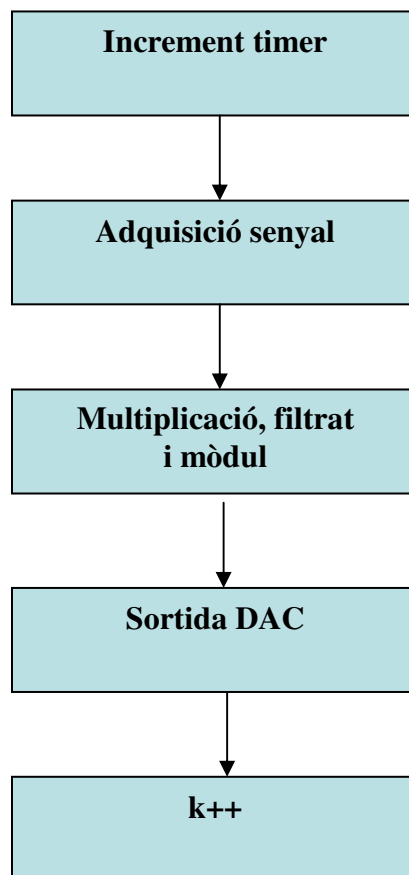 Increment timer
Adquisició senyal
Multiplicació, filtrat
i mòdul
Sortida DAC
k++